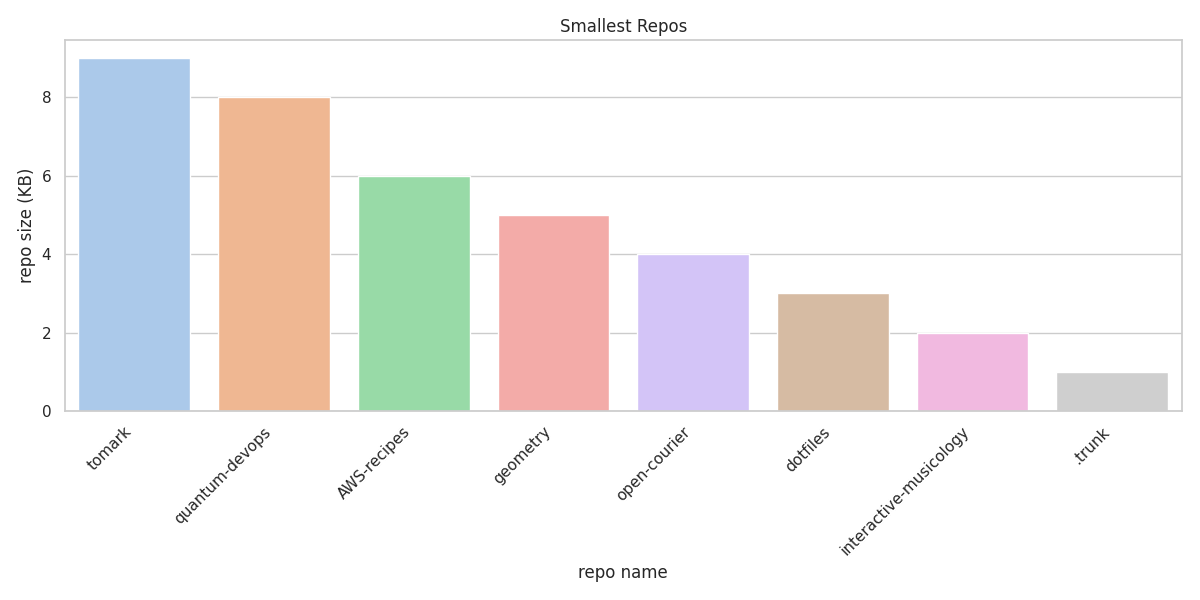 Smallest Repos
repo size (KB)
8
6
4
2
0
tomark
quantum-devops
AWS-recipes
geometry
open-courier
dotfiles
interactive-musicology
.trunk
repo name